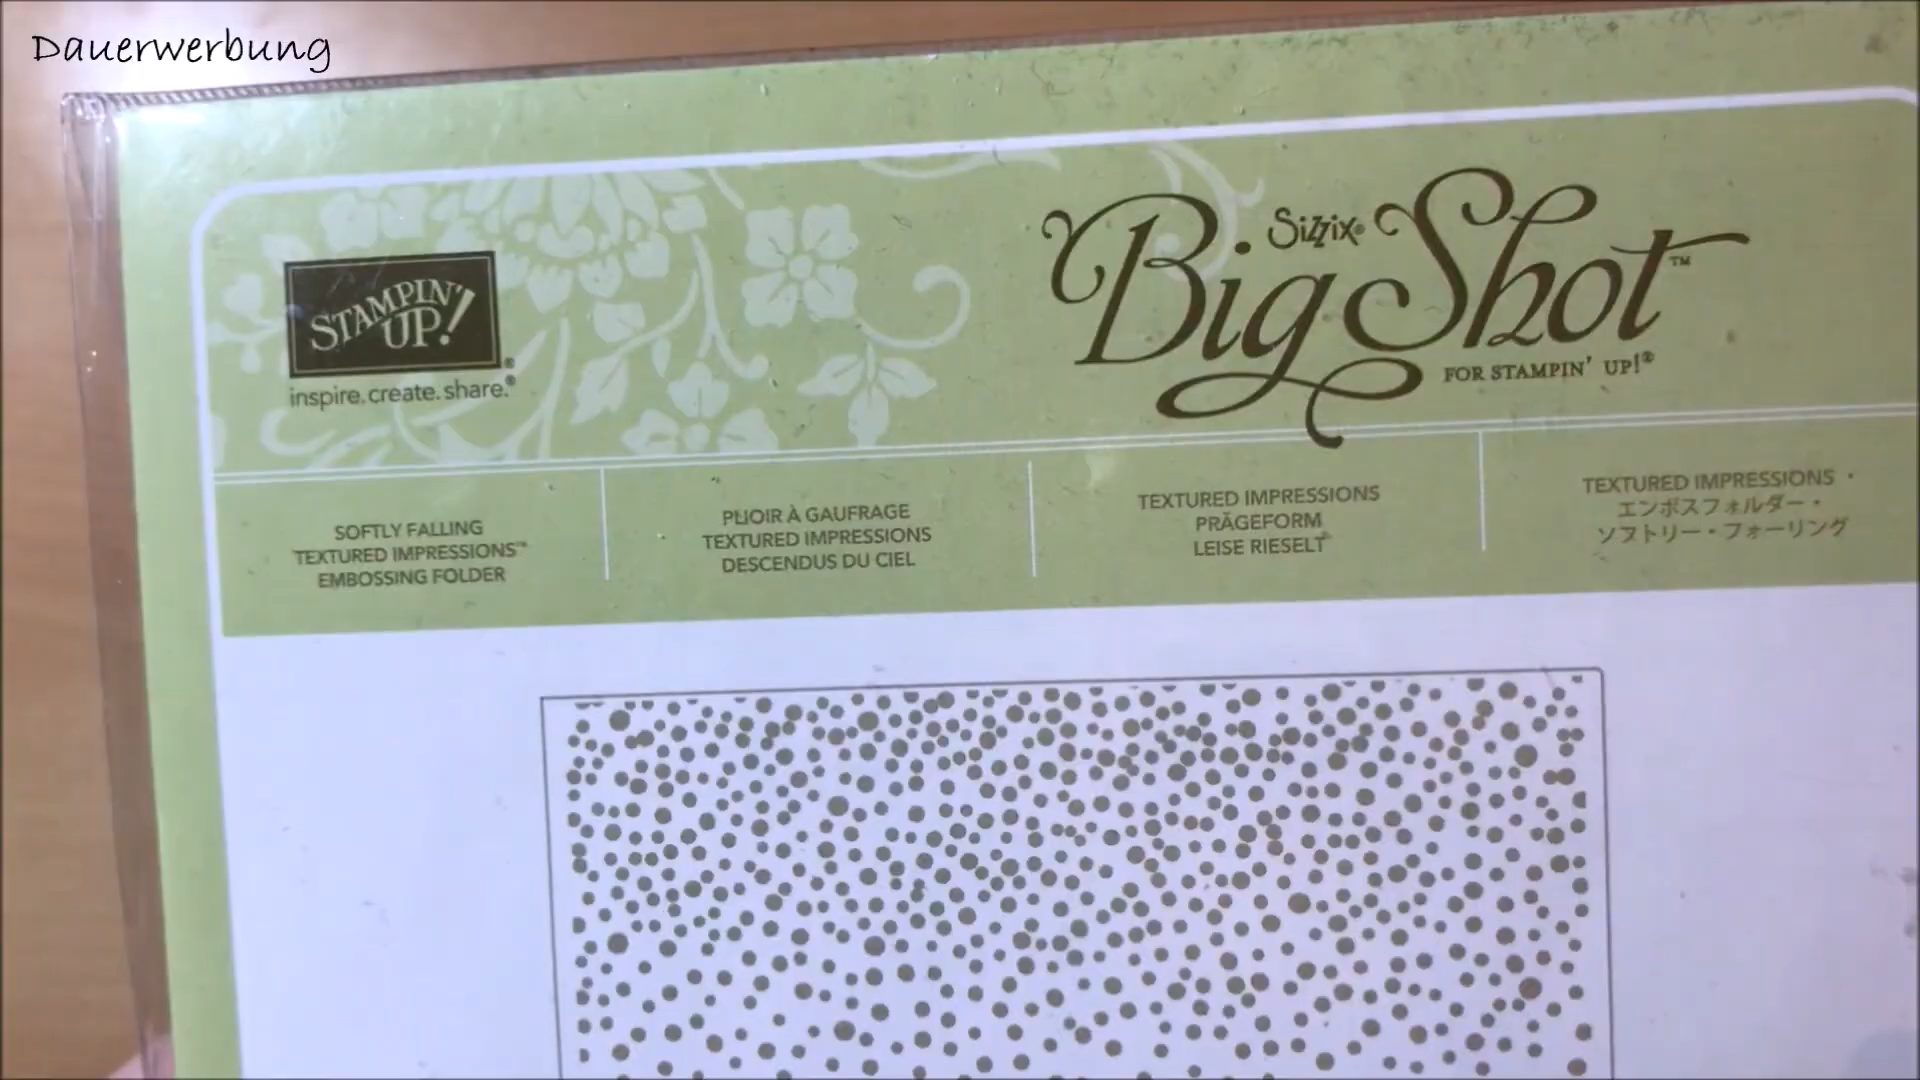 Dauerwerbung
STAMPIN'
UP!®
inspire.create.share.®
Sizzix®
Big Shot™
FOR STAMPIN' UP!®
SOFTLY FALLING
TEXTURED IMPRESSIONS™
EMBOSSING FOLDER
PLIOIR À GAUFRAGE
TEXTURED IMPRESSIONS
DESCENDUS DU CIEL
TEXTURED IMPRESSIONS
PRÄGEFORM
LEISE RIESELT
TEXTURED IMPRESSIONS・
エンボスフォルダー・
ソフトリー・フォーリング